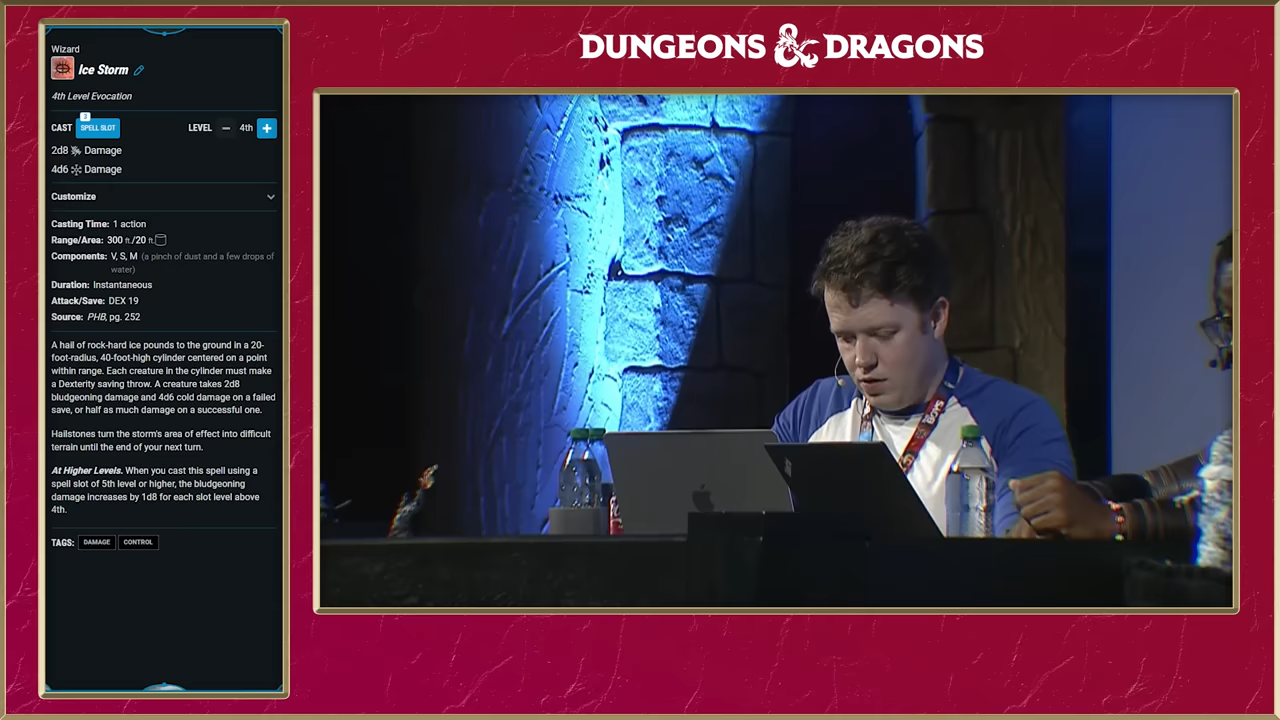 Wizard
Ice Storm
4th Level Evocation
3
CAST SPELL SLOT LEVEL − 4th +
2d8 Damage
4d6 Damage
Customize
Casting Time: 1 action
Range/Area: 300 ft./20 ft.
Components: V, S, M (a pinch of dust and a few drops of
water)
Duration: Instantaneous
Attack/Save: DEX 19
Source: PHB, pg. 252
A hail of rock-hard ice pounds to the ground in a 20-
foot-radius, 40-foot-high cylinder centered on a point
within range. Each creature in the cylinder must make
a Dexterity saving throw. A creature takes 2d8
bludgeoning damage and 4d6 cold damage on a failed
save, or half as much damage on a successful one.
Hailstones turn the storm's area of effect into difficult
terrain until the end of your next turn.
At Higher Levels. When you cast this spell using a
spell slot of 5th level or higher, the bludgeoning
damage increases by 1d8 for each slot level above
4th.
TAGS: DAMAGE CONTROL
DUNGEONS & DRAGONS